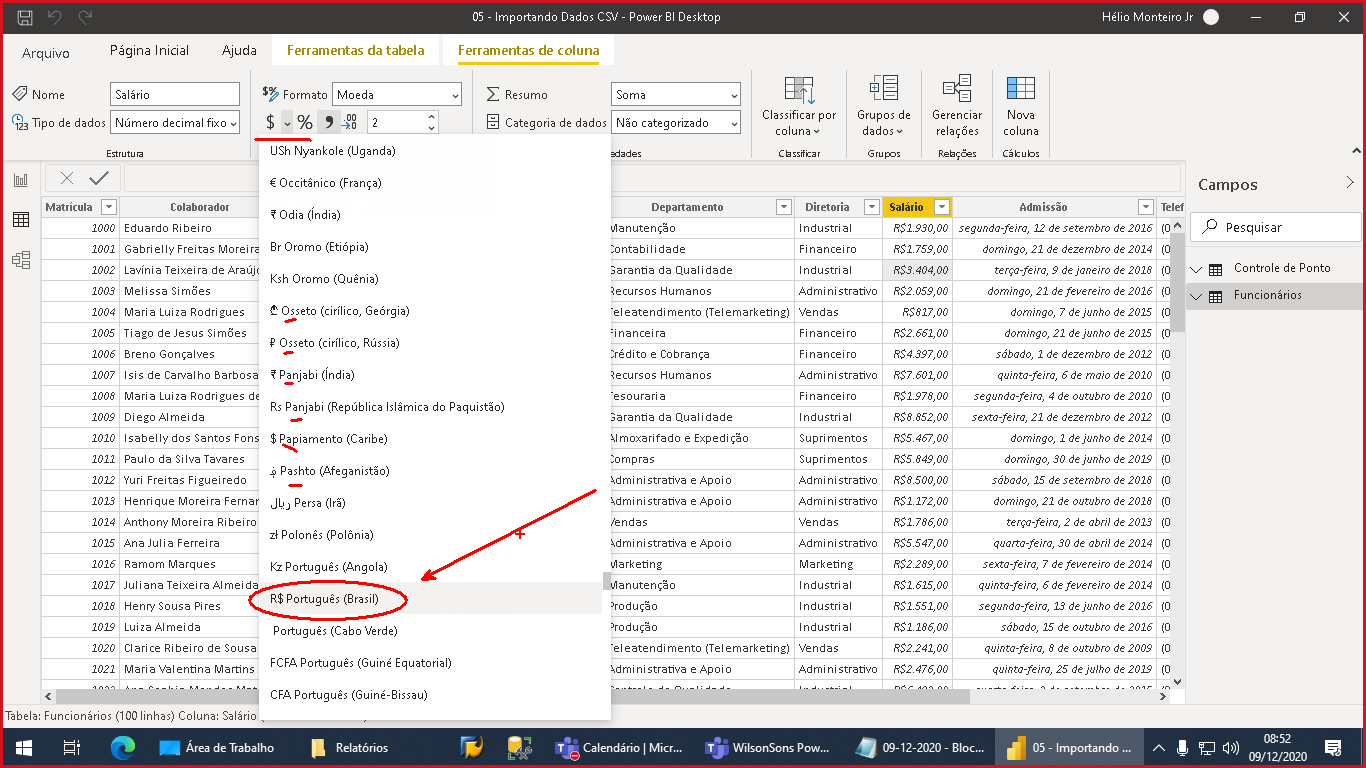 05 - Importando Dados CSV - Power BI Desktop
Hélio Monteiro Jr
Arquivo Página Inicial Ajuda Ferramentas da tabela Ferramentas de coluna
Nome Salário
Tipo de dados Número decimal fixo
Estrutura
$% Formato Moeda
$ % 2
Resumo Soma
Categoria de dados Não categorizado
edades
Classificar por coluna
Classificar
Grupos de dados
Grupos
Gerenciar relações
Relações
Nova coluna
Cálculos
USh Nyankole (Uganda)
€ Occitânico (França)
₹ Odia (Índia)
Br Oromo (Etiópia)
Ksh Oromo (Quênia)
₾ Osseto (cirílico, Geórgia)
₽ Osseto (cirílico, Rússia)
₹ Panjabi (Índia)
Rs Panjabi (República Islâmica do Paquistão)
$ Papiamento (Caribe)
؋ Pashto (Afeganistão)
ریال Persa (Irã)
zł Polonês (Polônia)
Kz Português (Angola)
R$ Português (Brasil)
Português (Cabo Verde)
FCFA Português (Guiné Equatorial)
CFA Português (Guiné-Bissau)
Matrícula Colaborador Departamento Diretoria Salário Admissão Telef
1000 Eduardo Ribeiro Manutenção Industrial R$1.930,00 segunda-feira, 12 de setembro de 2016 (0
1001 Gabrielly Freitas Moreira Contabilidade Financeiro R$1.759,00 domingo, 21 de dezembro de 2014 (0
1002 Lavínia Teixeira de Araújo Garantia da Qualidade Industrial R$3.404,00 terça-feira, 9 de janeiro de 2018 (0
1003 Melissa Simões Recursos Humanos Administrativo R$2.059,00 domingo, 21 de fevereiro de 2016 (0
1004 Maria Luiza Rodrigues Teleatendimento (Telemarketing) Vendas R$817,00 domingo, 7 de junho de 2015 (0
1005 Tiago de Jesus Simões Financeira Financeiro R$2.661,00 domingo, 21 de junho de 2015 (0
1006 Breno Gonçalves Crédito e Cobrança Financeiro R$4.397,00 sábado, 1 de dezembro de 2012 (0
1007 Isis de Carvalho Barbosa Recursos Humanos Administrativo R$7.601,00 quinta-feira, 6 de maio de 2010 (0
1008 Maria Luiza Rodrigues de Tesouraria Financeiro R$1.978,00 segunda-feira, 4 de outubro de 2010 (0
1009 Diego Almeida Garantia da Qualidade Industrial R$8.852,00 sexta-feira, 21 de dezembro de 2012 (0
1010 Isabelly dos Santos Fons Almoxarifado e Expedição Suprimentos R$5.467,00 domingo, 1 de junho de 2014 (0
1011 Paulo da Silva Tavares Compras Suprimentos R$5.849,00 domingo, 30 de junho de 2019 (0
1012 Yuri Freitas Figueiredo Administrativa e Apoio Administrativo R$8.500,00 sábado, 15 de setembro de 2018 (0
1013 Henrique Moreira Fernan Administrativa e Apoio Administrativo R$1.172,00 domingo, 21 de outubro de 2018 (0
1014 Anthony Moreira Ribeiro Vendas Vendas R$1.786,00 terça-feira, 2 de abril de 2013 (0
1015 Ana Julia Ferreira Administrativa e Apoio Administrativo R$5.547,00 quarta-feira, 30 de abril de 2014 (0
1016 Ramom Marques Marketing Marketing R$2.289,00 sexta-feira, 7 de fevereiro de 2014 (0
1017 Juliana Teixeira Almeida Manutenção Industrial R$1.615,00 quinta-feira, 6 de fevereiro de 2014 (0
1018 Henry Sousa Pires Produção Industrial R$1.551,00 segunda-feira, 13 de junho de 2016 (0
1019 Luiza Almeida Produção Industrial R$1.186,00 sábado, 15 de outubro de 2016 (0
1020 Clarice Ribeiro de Sousa Teleatendimento (Telemarketing) Vendas R$2.241,00 quinta-feira, 8 de outubro de 2009 (0
1021 Maria Valentina Martins Administrativa e Apoio Administrativo R$2.476,00 quinta-feira, 25 de julho de 2019 (0
Campos
Pesquisar
Controle de Ponto
Funcionários
Tabela: Funcionários (100 linhas) Coluna: Salário (
Área de Trabalho Relatórios Calendário | Micr... WilsonSons Pow... 09-12-2020 - Bloc... 05 - Importando ... 08:52
09/12/2020